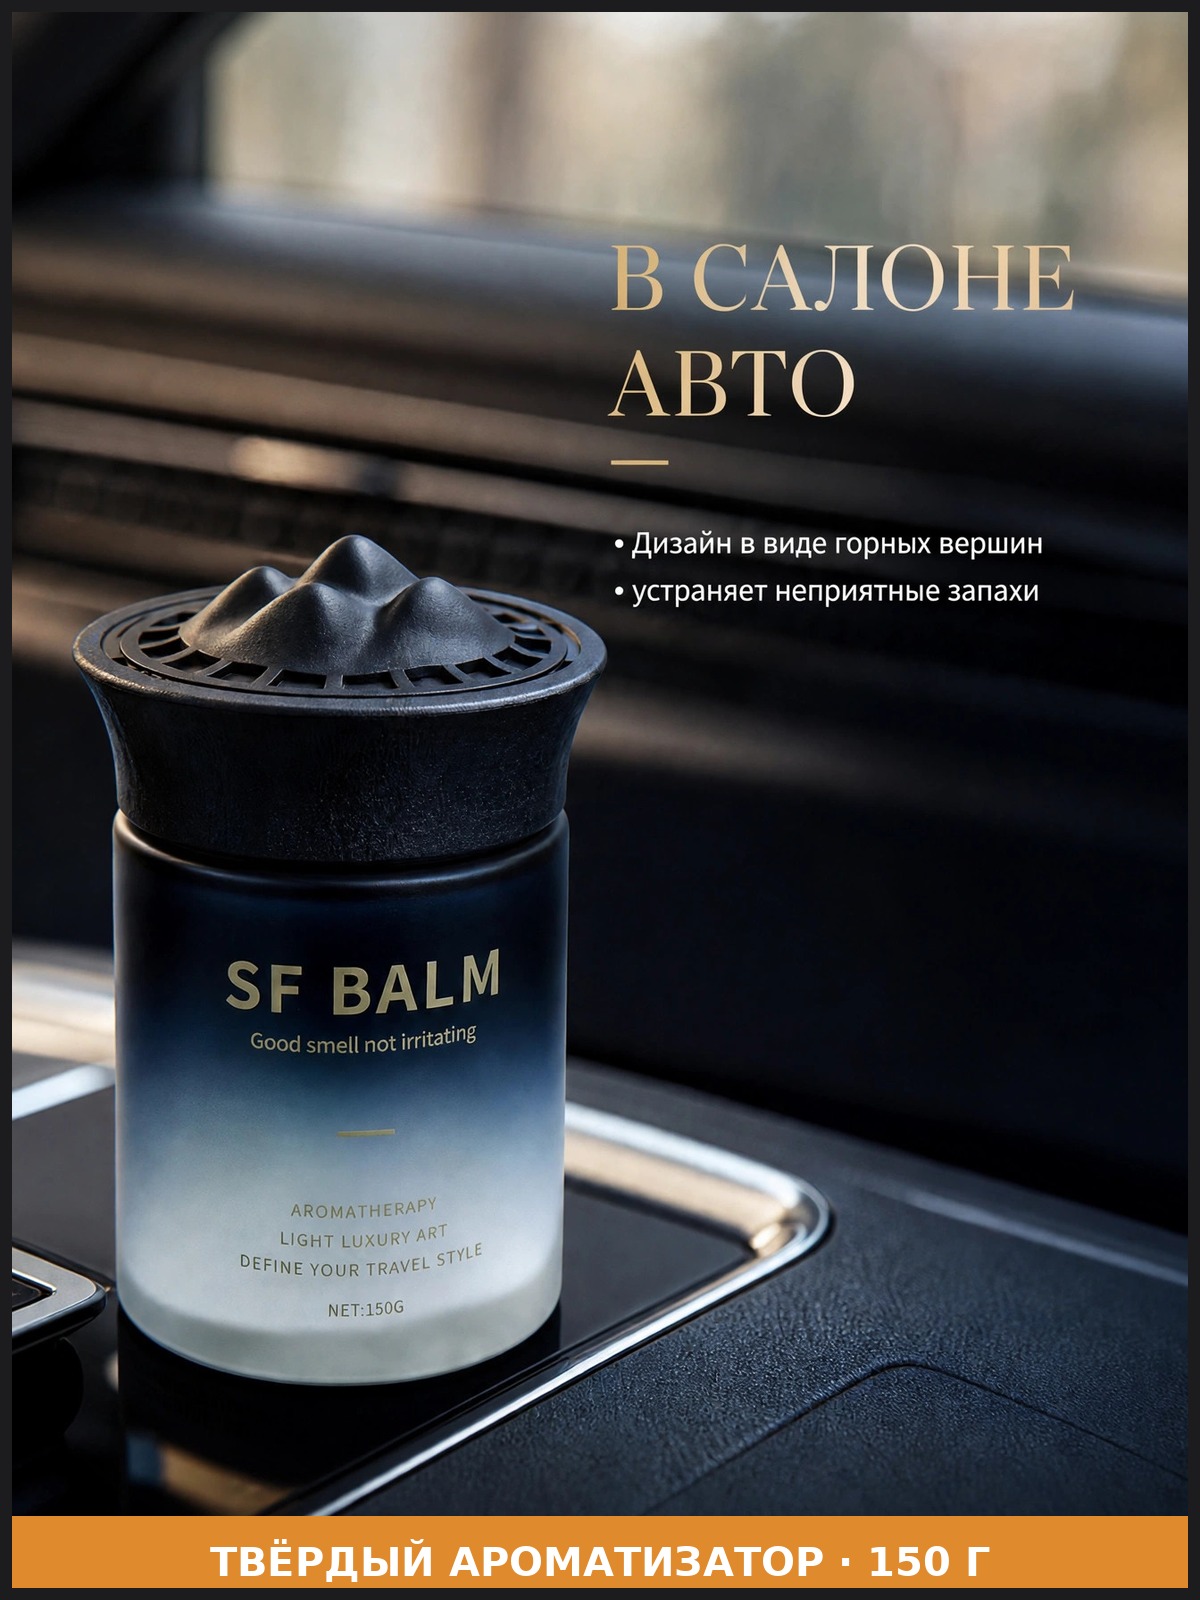 В САЛОНЕ
АВТО
• Дизайн в виде горных вершин
• устраняет неприятные запахи
SF BALM
Good smell not irritating
AROMATHERAPY
LIGHT LUXURY ART
DEFINE YOUR TRAVEL STYLE
NET:150G
ТВЁРДЫЙ АРОМАТИЗАТОР · 150 Г